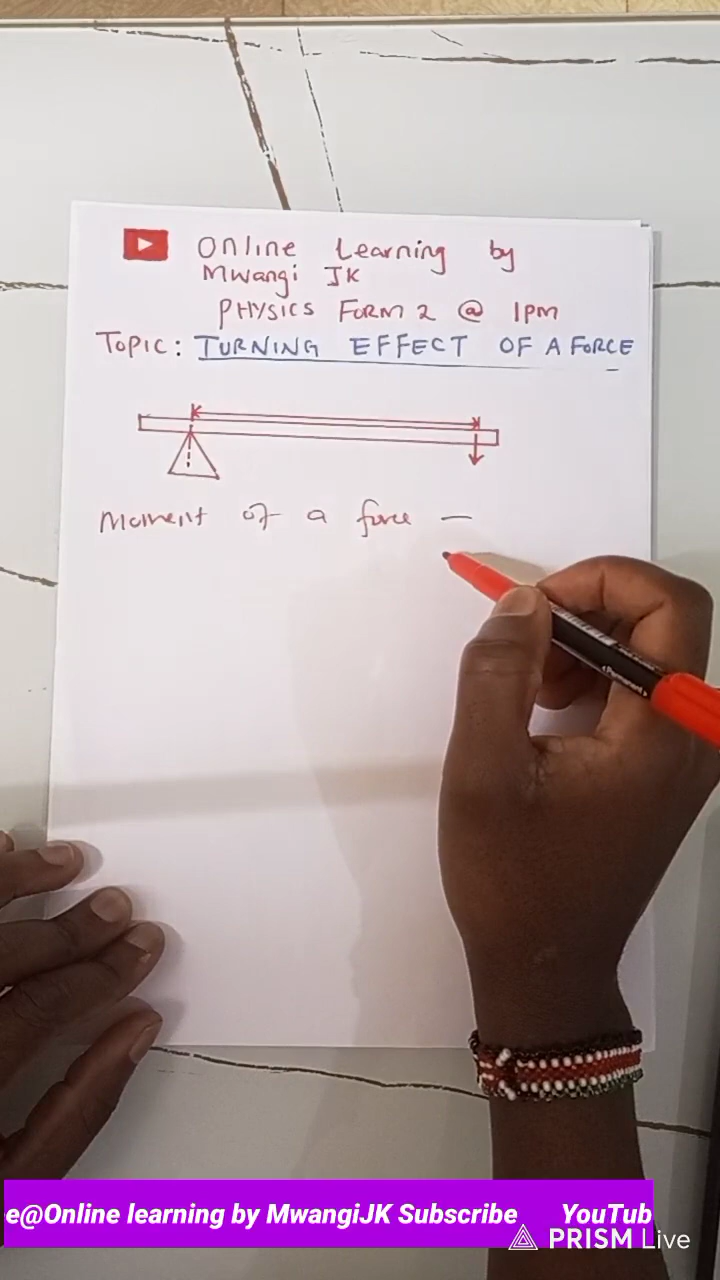 Online Learning by
Mwangi JK
PHYSICS FORM 2 @ 1PM
TOPIC: TURNING EFFECT OF A FORCE
Moment of a force —
e@Online learning by MwangiJK Subscribe YouTub
PRISM Live